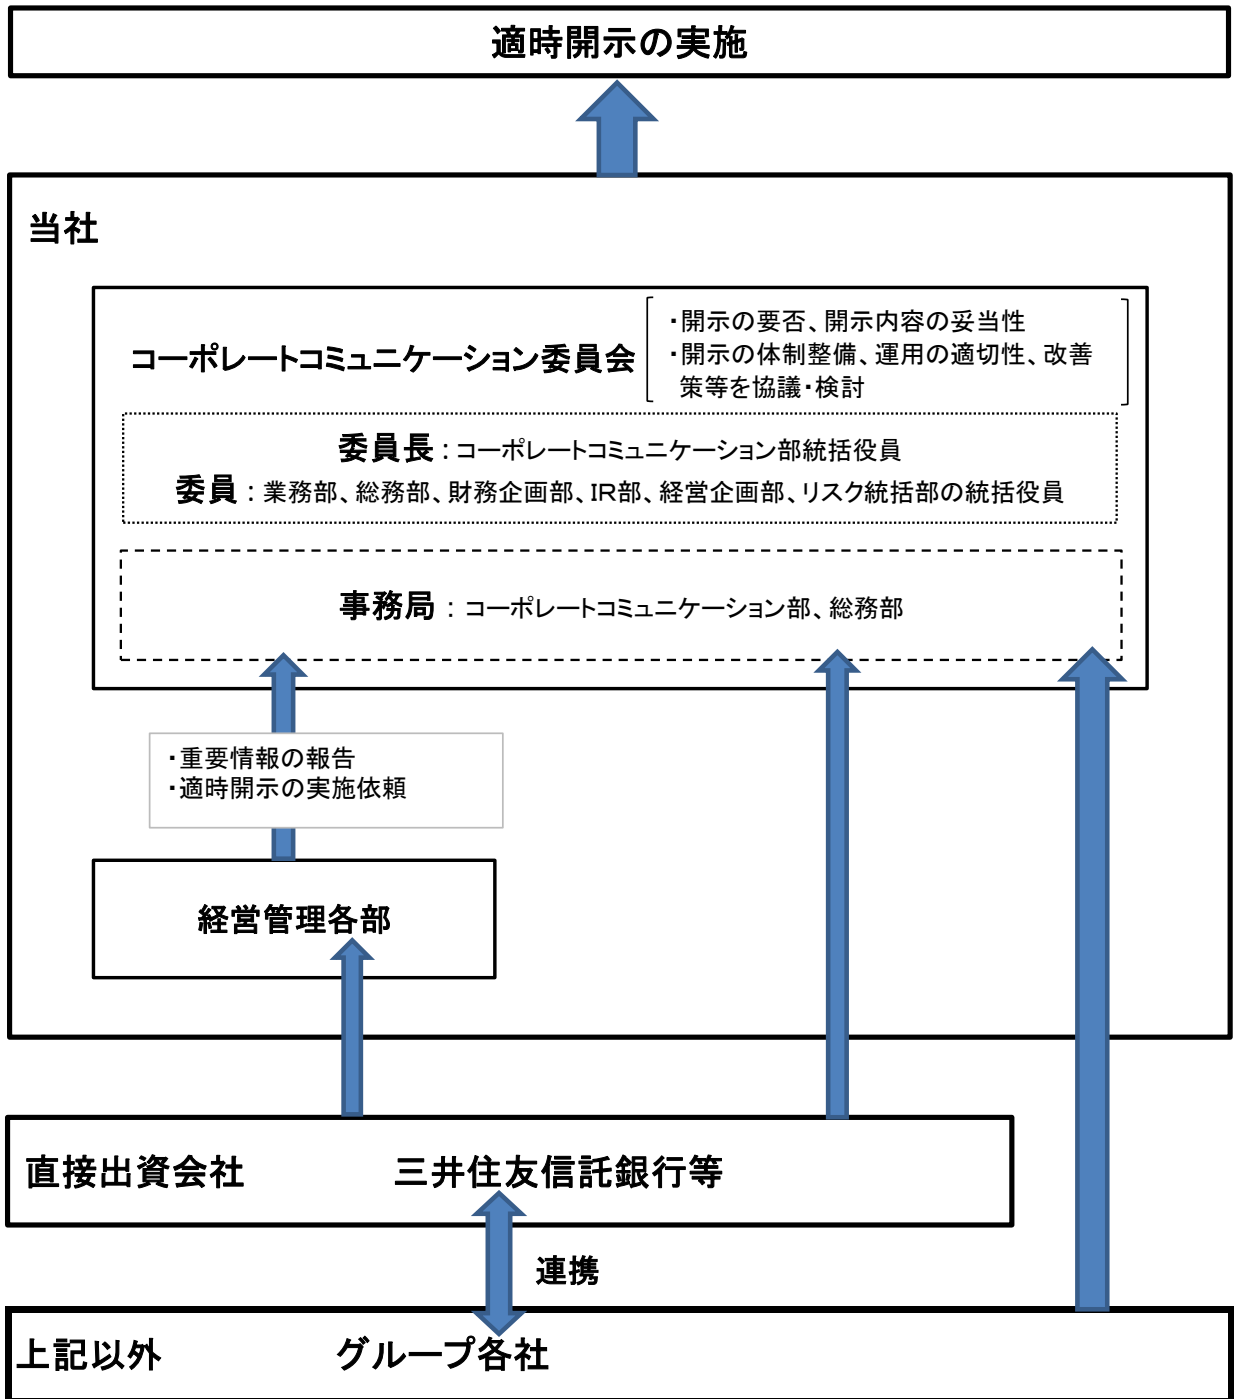 適時開示の実施
当社
コーポレートコミュニケーション委員会
・開示の要否、開示内容の妥当性
・開示の体制整備、運用の適切性、改善
策等を協議・検討
委員長：コーポレートコミュニケーション部統括役員
委員：業務部、総務部、財務企画部、IR部、経営企画部、リスク統括部の統括役員
事務局：コーポレートコミュニケーション部、総務部
・重要情報の報告
・適時開示の実施依頼
経営管理各部
直接出資会社 三井住友信託銀行等
連携
上記以外 グループ各社